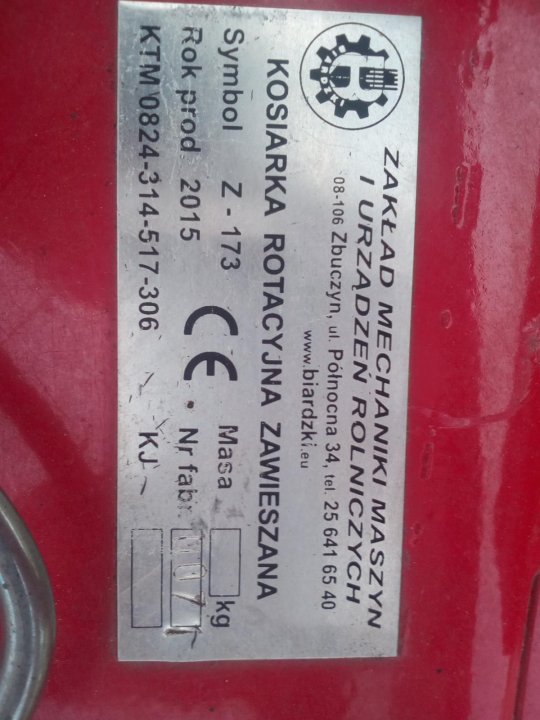 ZAKŁAD MECHANIKI MASZYN
I URZĄDZEŃ ROLNICZYCH
08-106 Zbuczyn, ul. Północna 34, tel. 25 641 65 40
www.biardzki.eu
KOSIARKA ROTACYJNA ZAWIESZANA
Symbol Z - 173 Masa kg
Rok prod. 2015 CE Nr fabr.
KTM 0824-314-517-306 KJ